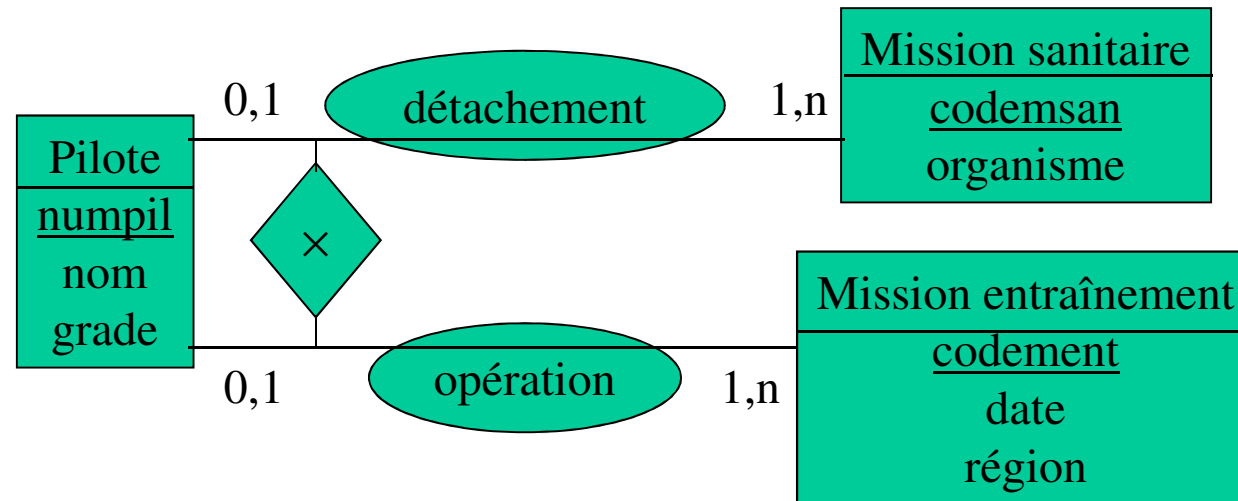 Pilote
numpil
nom
grade
0,1
détachement
1,n
Mission sanitaire
codemsan
organisme
×
0,1
opération
1,n
Mission entraînement
codement
date
région